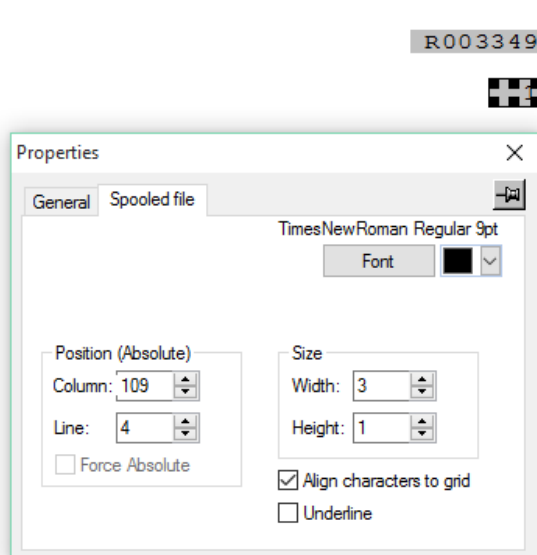 R003349
Properties
General Spooled file
TimesNewRoman Regular 9pt
Font
Position (Absolute)
Size
Column: 109
Width: 3
Line: 4
Height: 1
Force Absolute
Align characters to grid
Underline